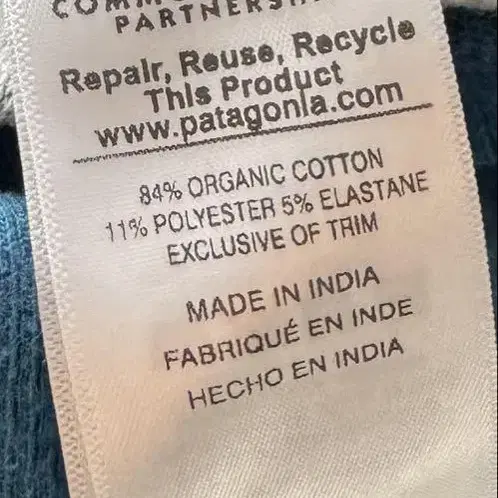 PARTNERSHIP
Repair, Reuse, Recycle
This Product
www.patagonia.com
84% ORGANIC COTTON
11% POLYESTER 5% ELASTANE
EXCLUSIVE OF TRIM
MADE IN INDIA
FABRIQUÉ EN INDE
HECHO EN INDIA